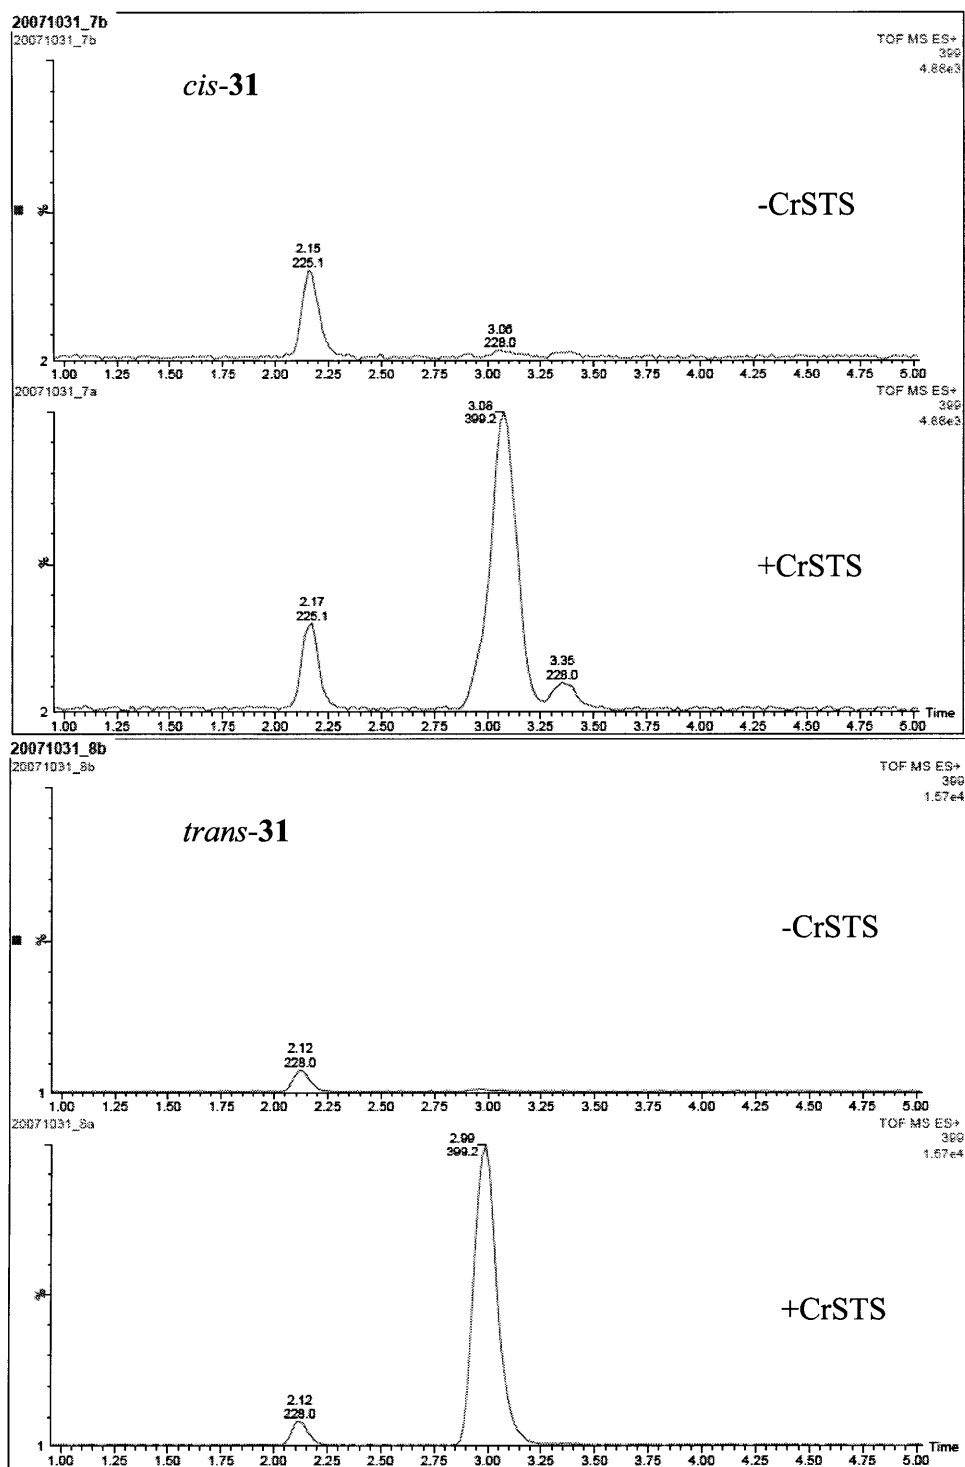 20071031_7b
20071031_7b
TOF MS ES+
399
4.88e3
cis-31
-CrSTS
%
2.15
225.1
3.06
228.0
2
1.00 1.25 1.50 1.75 2.00 2.25 2.50 2.75 3.00 3.25 3.50 3.75 4.00 4.25 4.50 4.75 5.00
20071031_7a
TOF MS ES+
399
4.88e3
3.08
399.2
+CrSTS
%
2.17
225.1
3.35
228.0
2
1.00 1.25 1.50 1.75 2.00 2.25 2.50 2.75 3.00 3.25 3.50 3.75 4.00 4.25 4.50 4.75 5.00 Time
20071031_8b
20071031_8b
TOF MS ES+
399
1.57e4
trans-31
-CrSTS
%
2.12
228.0
1
1.00 1.25 1.50 1.75 2.00 2.25 2.50 2.75 3.00 3.25 3.50 3.75 4.00 4.25 4.50 4.75 5.00
20071031_8a
TOF MS ES+
399
1.57e4
2.99
399.2
+CrSTS
%
2.12
228.0
1
1.00 1.25 1.50 1.75 2.00 2.25 2.50 2.75 3.00 3.25 3.50 3.75 4.00 4.25 4.50 4.75 5.00 Time